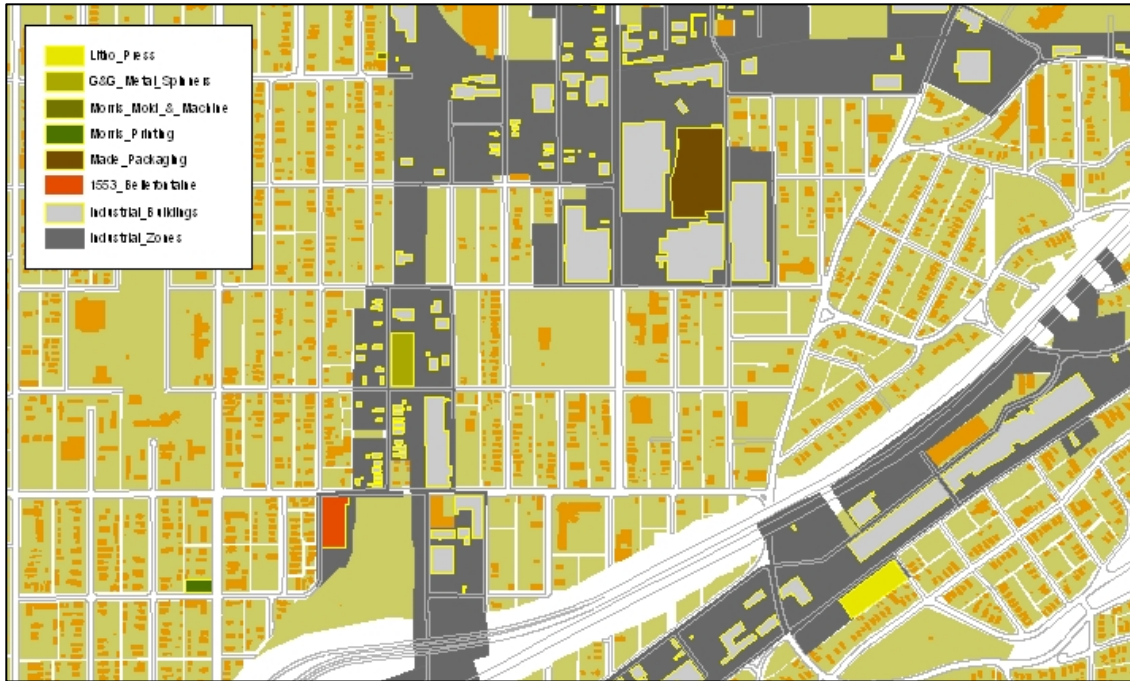 Litho_Press
G&G_Metal_Spinners
Morris_Mold_&_Machine
Morris_Printing
Made_Packaging
1553_Bellefontaine
Industrial_Buildings
Industrial_Zones